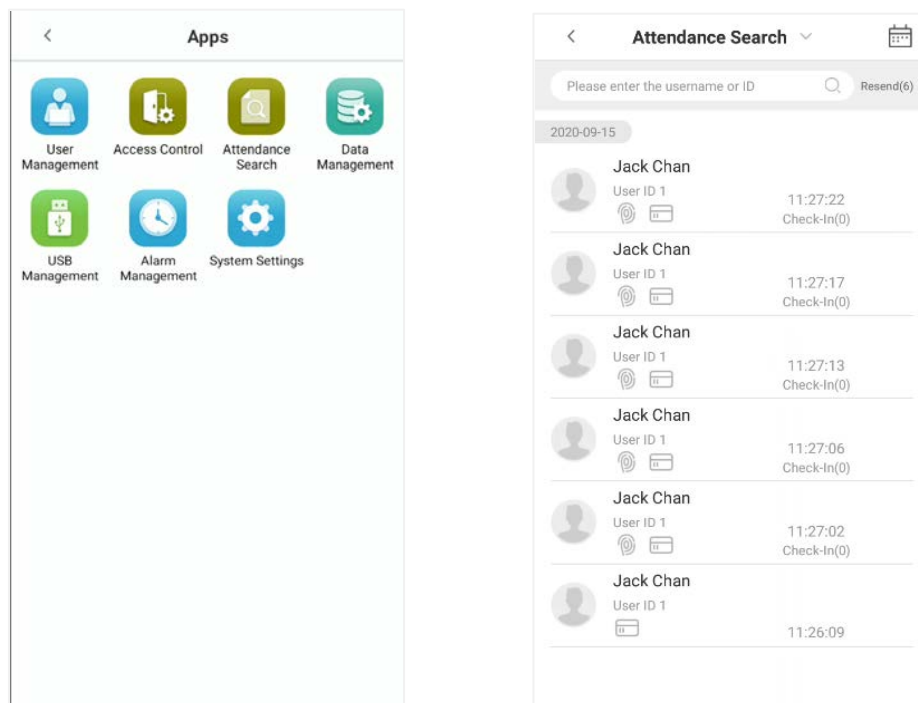 Apps
User Management
Access Control
Attendance Search
Data Management
USB Management
Alarm Management
System Settings
Attendance Search
Please enter the username or ID
Resend(6)
2020-09-15
Jack Chan
User ID 1
11:27:22
Check-In(0)
Jack Chan
User ID 1
11:27:17
Check-In(0)
Jack Chan
User ID 1
11:27:13
Check-In(0)
Jack Chan
User ID 1
11:27:06
Check-In(0)
Jack Chan
User ID 1
11:27:02
Check-In(0)
Jack Chan
User ID 1
11:26:09